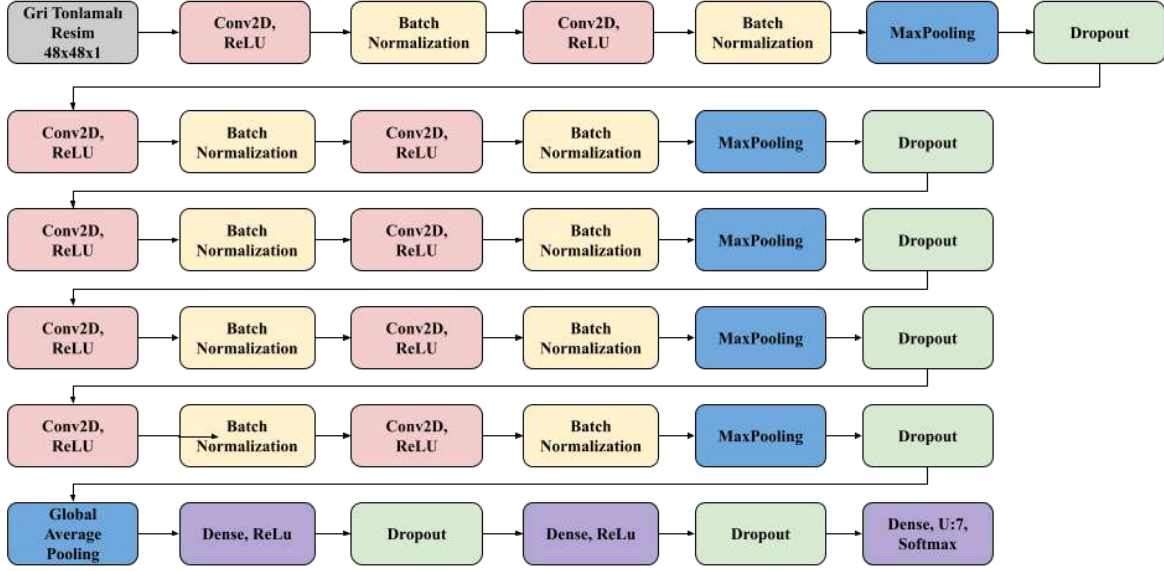 Gri Tonlamalı
Resim
48x48x1
Conv2D,
ReLU
Batch
Normalization
Conv2D,
ReLU
Batch
Normalization
MaxPooling
Dropout
Conv2D,
ReLU
Batch
Normalization
Conv2D,
ReLU
Batch
Normalization
MaxPooling
Dropout
Conv2D,
ReLU
Batch
Normalization
Conv2D,
ReLU
Batch
Normalization
MaxPooling
Dropout
Conv2D,
ReLU
Batch
Normalization
Conv2D,
ReLU
Batch
Normalization
MaxPooling
Dropout
Conv2D,
ReLU
Batch
Normalization
Conv2D,
ReLU
Batch
Normalization
MaxPooling
Dropout
Global
Average
Pooling
Dense, ReLu
Dropout
Dense, ReLu
Dropout
Dense, U:7,
Softmax